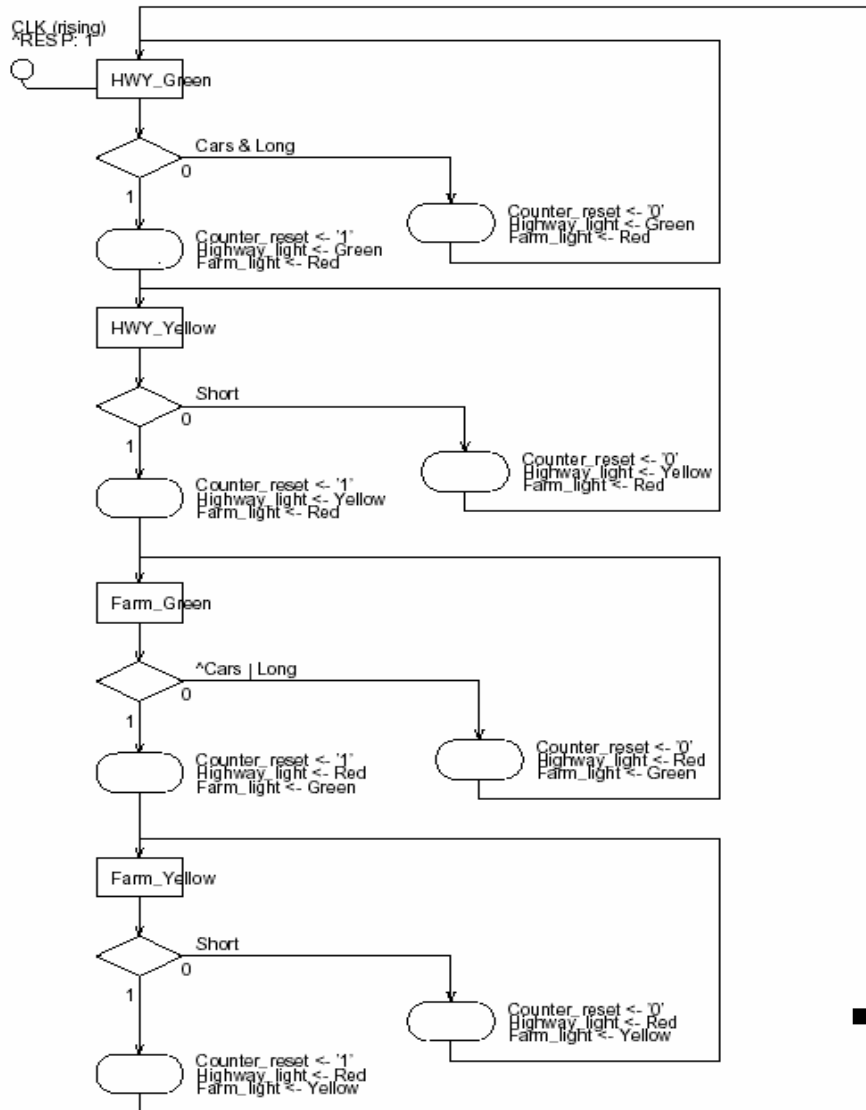 CLK (rising)
^RES P: 1
HWY_Green
Cars & Long
0
1
Counter_reset <- '0'
Highway_light <- Green
Farm_light <- Red
Counter_reset <- '1'
Highway_light <- Green
Farm_light <- Red
HWY_Yellow
Short
0
1
Counter_reset <- '0'
Highway_light <- Yellow
Farm_light <- Red
Counter_reset <- '1'
Highway_light <- Yellow
Farm_light <- Red
Farm_Green
^Cars | Long
0
1
Counter_reset <- '0'
Highway_light <- Red
Farm_light <- Green
Counter_reset <- '1'
Highway_light <- Red
Farm_light <- Green
Farm_Yellow
Short
0
1
Counter_reset <- '0'
Highway_light <- Red
Farm_light <- Yellow
Counter_reset <- '1'
Highway_light <- Red
Farm_light <- Yellow